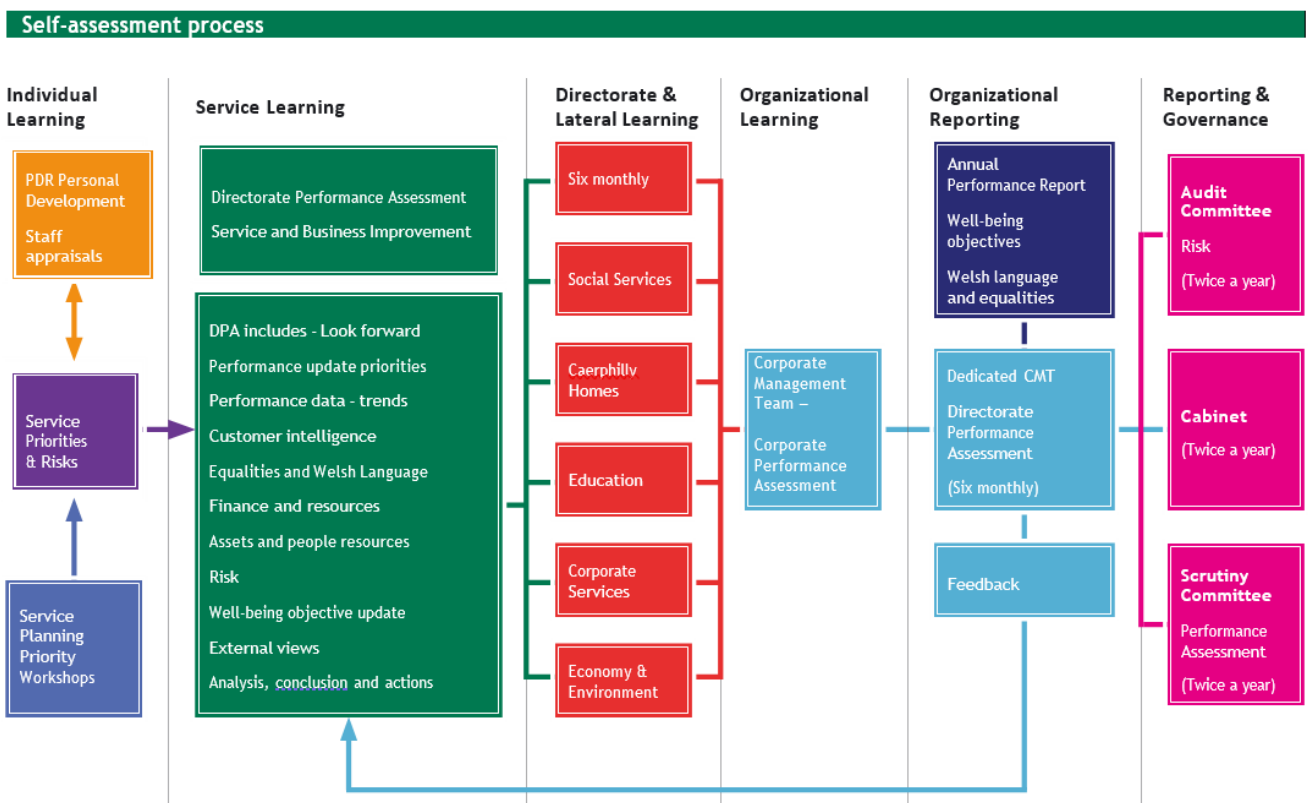 Self-assessment process
Individual
Learning
PDR Personal
Development
Staff
appraisals
Service
Priorities
& Risks
Service
Planning
Priority
Workshops
Service Learning
Directorate Performance Assessment
Service and Business Improvement
DPA includes - Look forward
Performance update priorities
Performance data - trends
Customer intelligence
Equalities and Welsh Language
Finance and resources
Assets and people resources
Risk
Well-being objective update
External views
Analysis, conclusion and actions
Directorate &
Lateral Learning
Six monthly
Social Services
Caerphilly
Homes
Education
Corporate
Services
Economy &
Environment
Organizational
Learning
Corporate
Management
Team –
Corporate
Performance
Assessment
Organizational
Reporting
Annual
Performance Report
Well-being
objectives
Welsh language
and equalities
Dedicated CMT
Directorate
Performance
Assessment
(Six monthly)
Feedback
Reporting &
Governance
Audit
Committee
Risk
(Twice a year)
Cabinet
(Twice a year)
Scrutiny
Committee
Performance
Assessment
(Twice a year)